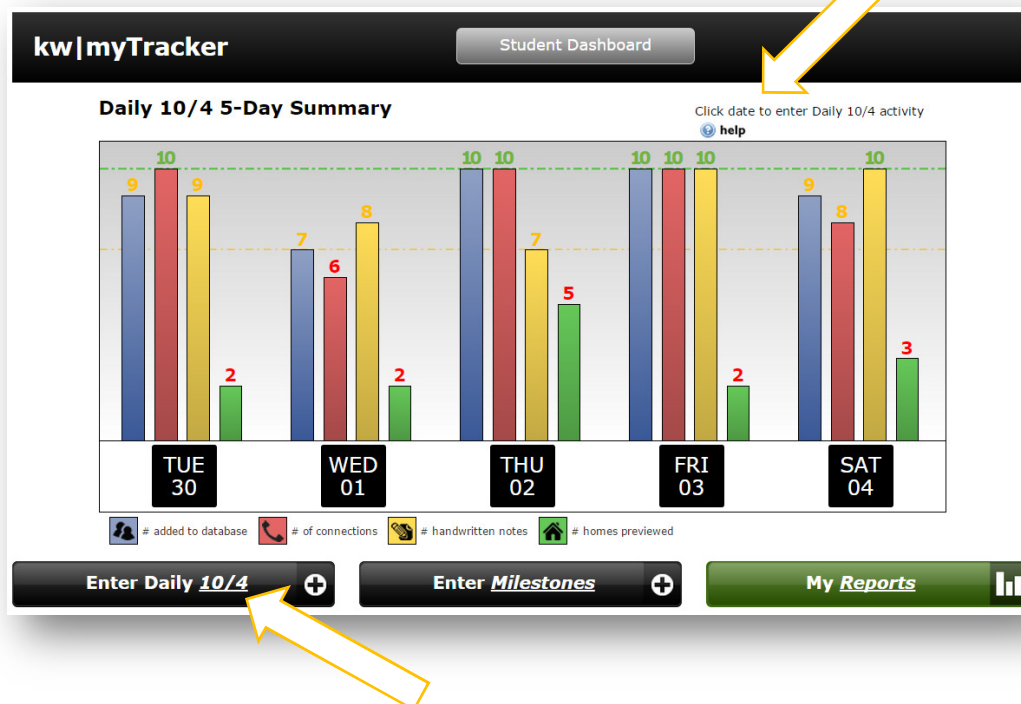 kw|myTracker
Student Dashboard
Daily 10/4 5-Day Summary
Click date to enter Daily 10/4 activity
help
9 10 9 2
7 6 8 2
10 10 7 5
10 10 10 2
9 8 10 3
TUE WED THU FRI SAT
30 01 02 03 04
# added to database # of connections # handwritten notes # homes previewed
Enter Daily 10/4 Enter Milestones My Reports